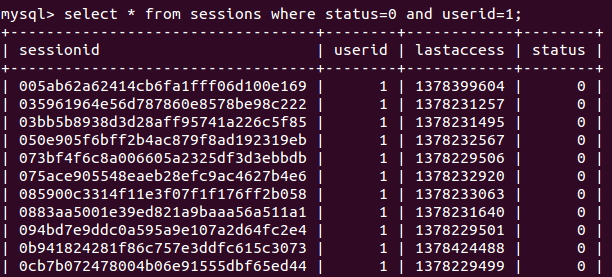 mysql> select * from sessions where status=0 and userid=1;
+----------------------------------+--------+------------+--------+
| sessionid | userid | lastaccess | status |
+----------------------------------+--------+------------+--------+
| 005ab62a62414cb6fa1fff06d100e169 | 1 | 1378399604 | 0 |
| 035961964e56d787860e8578be98c222 | 1 | 1378231257 | 0 |
| 03bb5b8938d3d28aff95741a226c5f85 | 1 | 1378231495 | 0 |
| 050e905f6bff2b4ac879f8ad192319eb | 1 | 1378232567 | 0 |
| 073bf4f6c8a006605a2325df3d3ebbdb | 1 | 1378229506 | 0 |
| 075ace905548eaeb28efc9ac4627b4e6 | 1 | 1378232920 | 0 |
| 085900c3314f11e3f07f1f176ff2b058 | 1 | 1378233063 | 0 |
| 0883aa5001e39ed821a9baaa56a511a1 | 1 | 1378231640 | 0 |
| 094bd7e9ddc0a595a9e107a2d64fc2e4 | 1 | 1378229501 | 0 |
| 0b941824281f86c757e3ddfc615c3073 | 1 | 1378424488 | 0 |
| 0cb7b072478004b06e91555dbf65ed44 | 1 | 1378229499 | 0 |